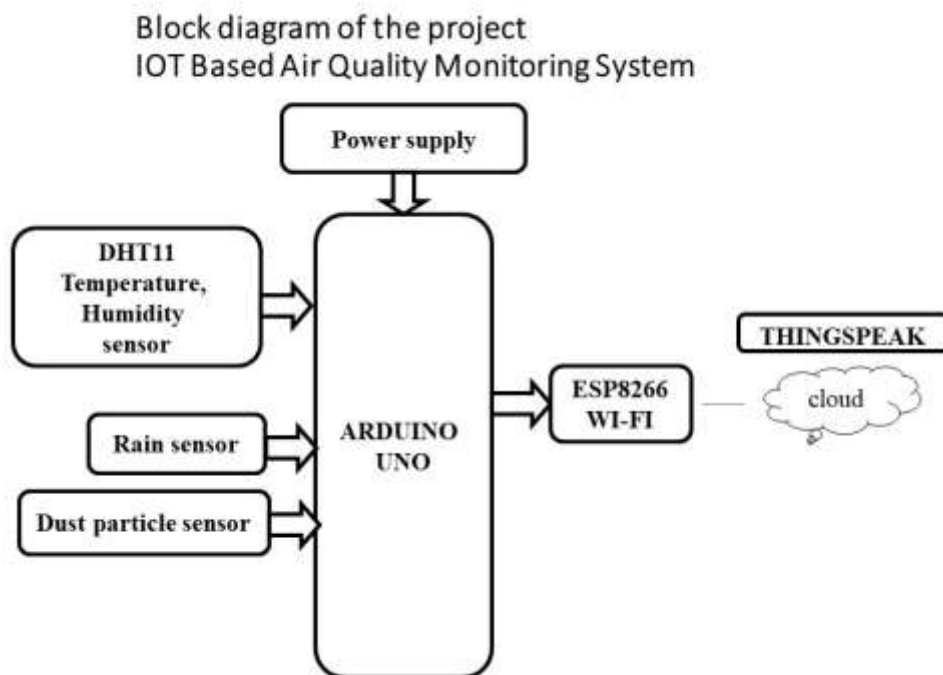 Block diagram of the project
IOT Based Air Quality Monitoring System
Power supply
DHT11
Temperature,
Humidity
sensor
Rain sensor
Dust particle sensor
ARDUINO
UNO
ESP8266
WI-FI
THINGSPEAK
cloud